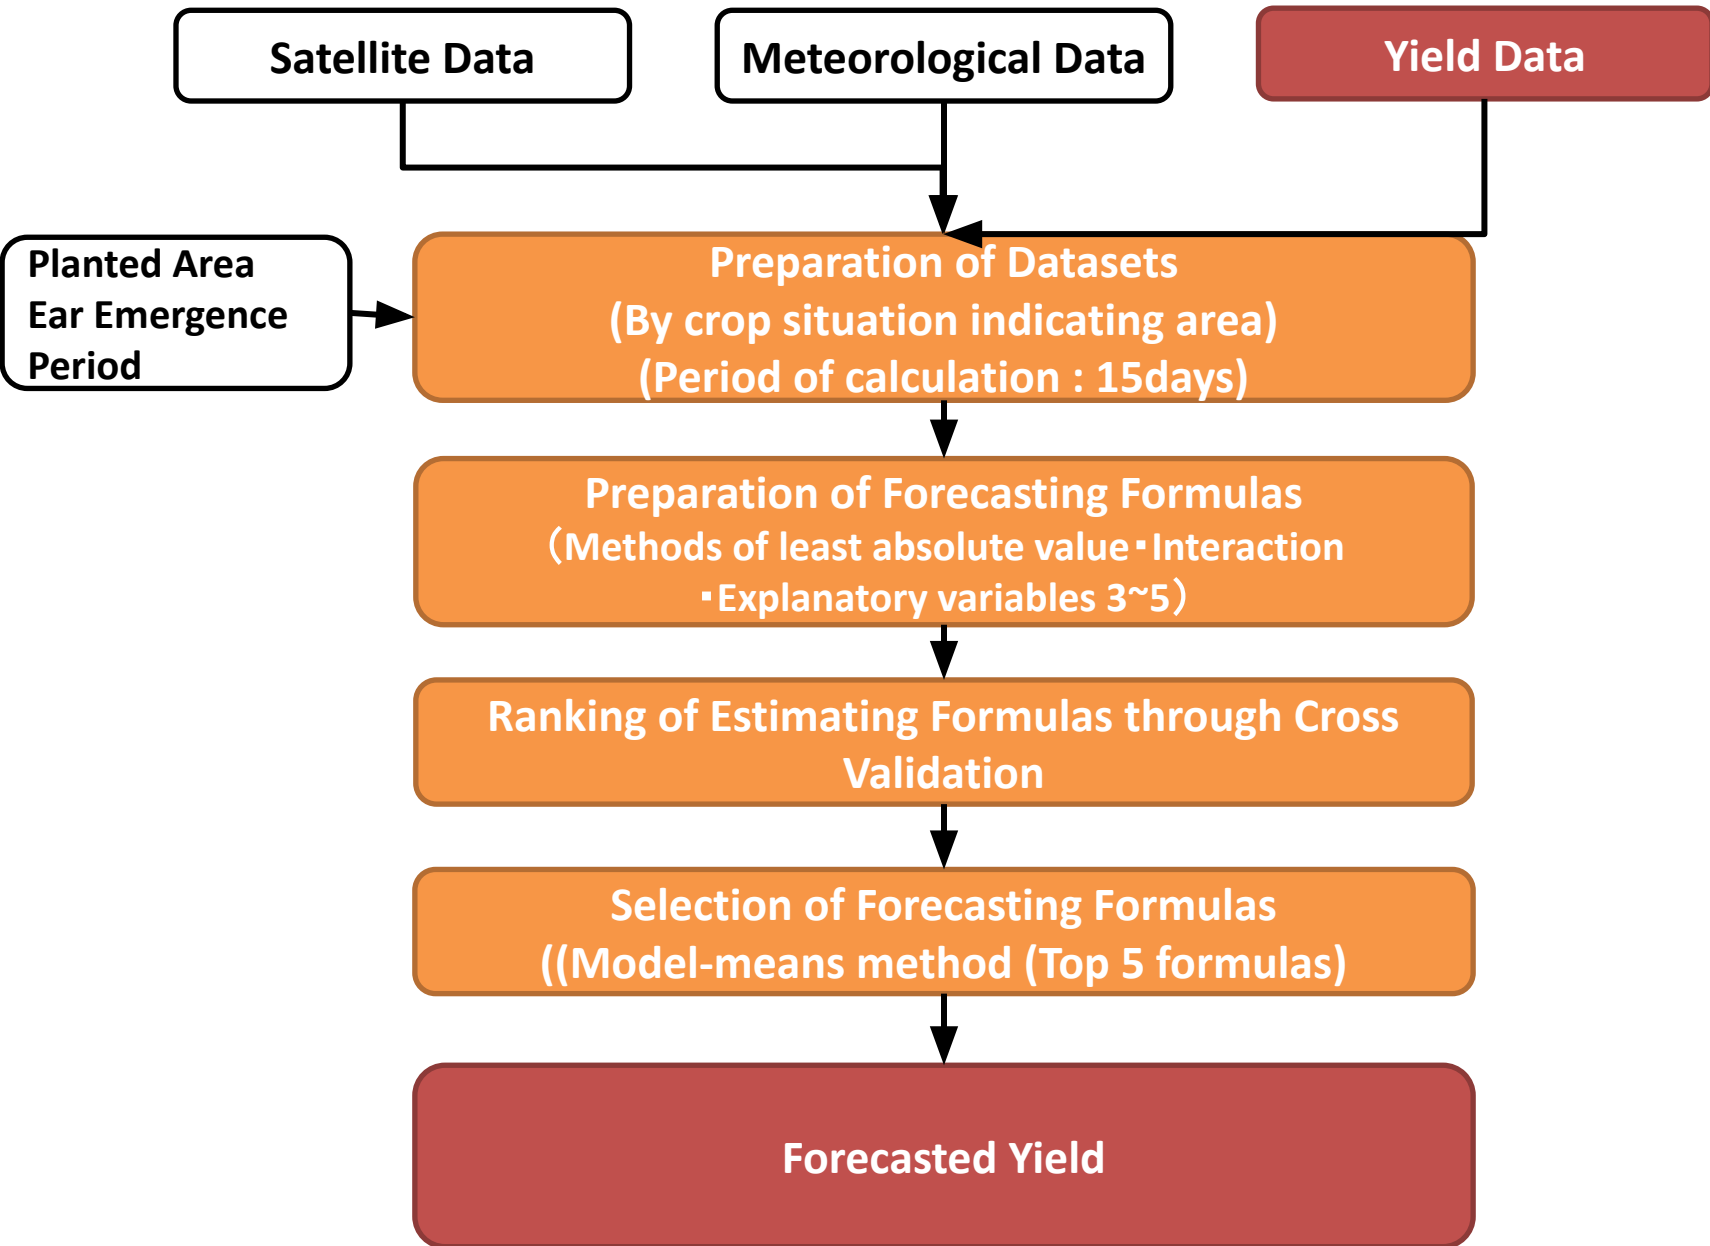 Satellite Data
Meteorological Data
Yield Data
Planted Area
Ear Emergence
Period
Preparation of Datasets
(By crop situation indicating area)
(Period of calculation : 15days)
Preparation of Forecasting Formulas
（Methods of least absolute value▪Interaction
▪Explanatory variables 3~5）
Ranking of Estimating Formulas through Cross
Validation
Selection of Forecasting Formulas
((Model-means method (Top 5 formulas)
Forecasted Yield